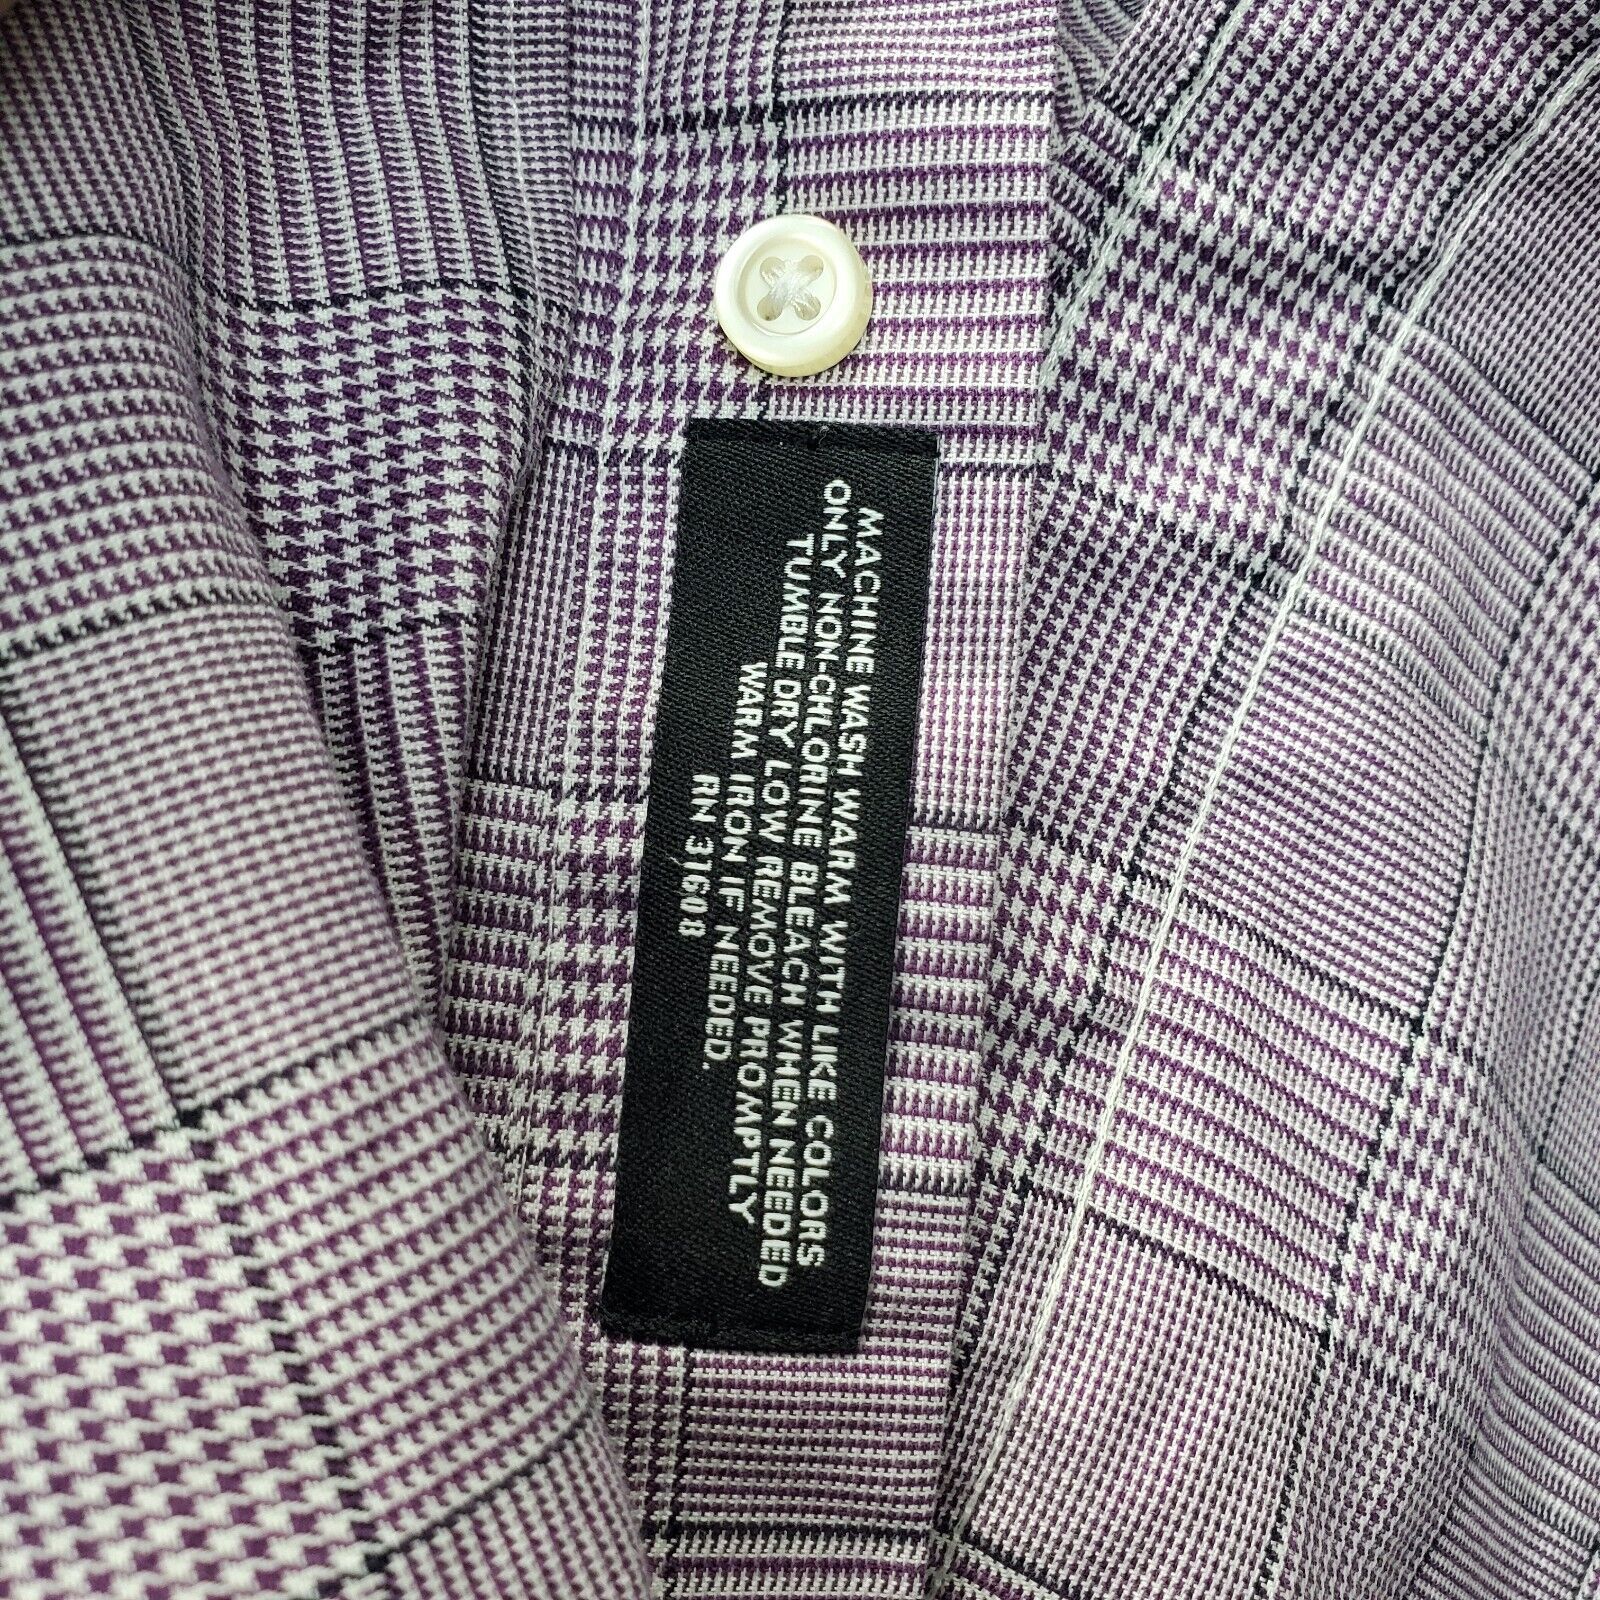 MACHINE WASH WARM WITH LIKE COLORS
ONLY NON-CHLORINE BLEACH WHEN NEEDED
TUMBLE DRY LOW REMOVE PROMPTLY
WARM IRON IF NEEDED.
RN 31608